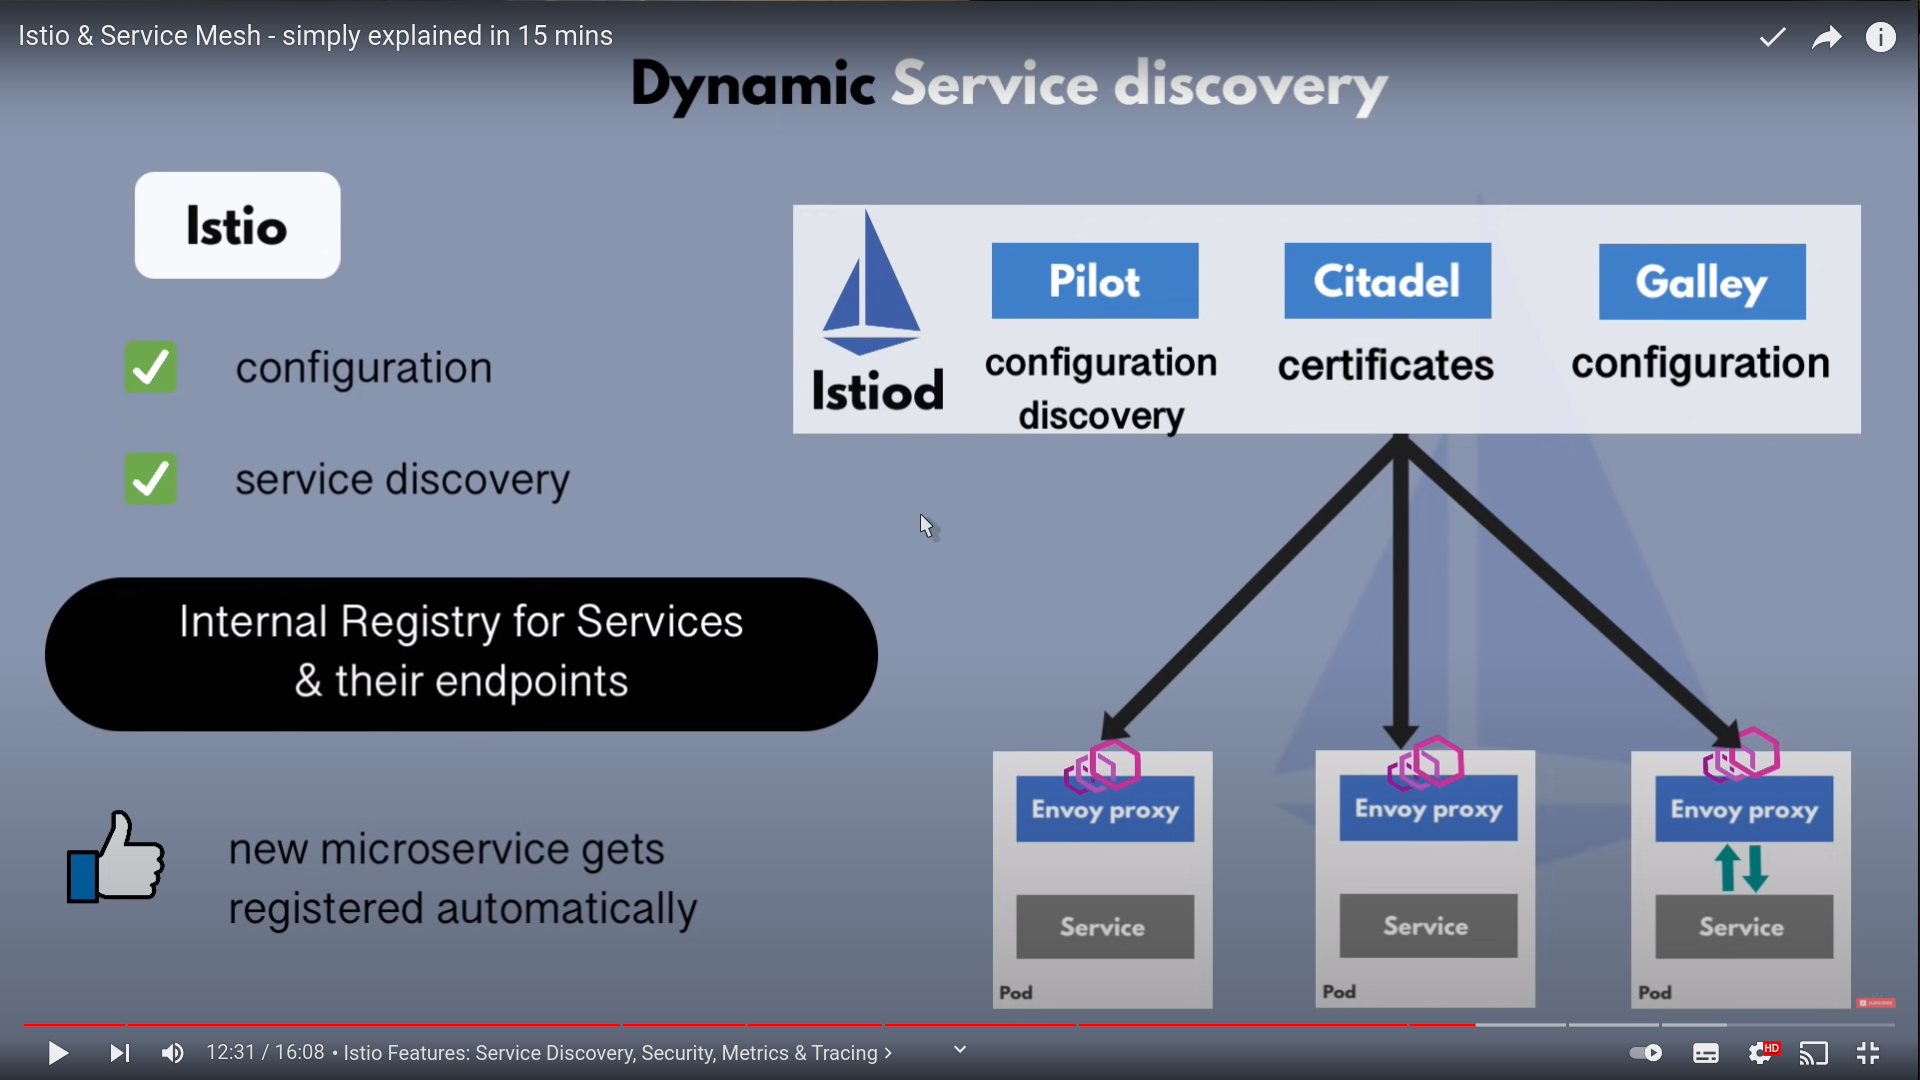 Istio & Service Mesh - simply explained in 15 mins
Dynamic Service discovery
Istio
configuration
service discovery
Internal Registry for Services
& their endpoints
new microservice gets
registered automatically
Istiod
Pilot
configuration
discovery
Citadel
certificates
Galley
configuration
Envoy proxy
Service
Pod
Envoy proxy
Service
Pod
Envoy proxy
Service
Pod
SUBSCRIBE
12:31 / 16:08 • Istio Features: Service Discovery, Security, Metrics & Tracing
HD